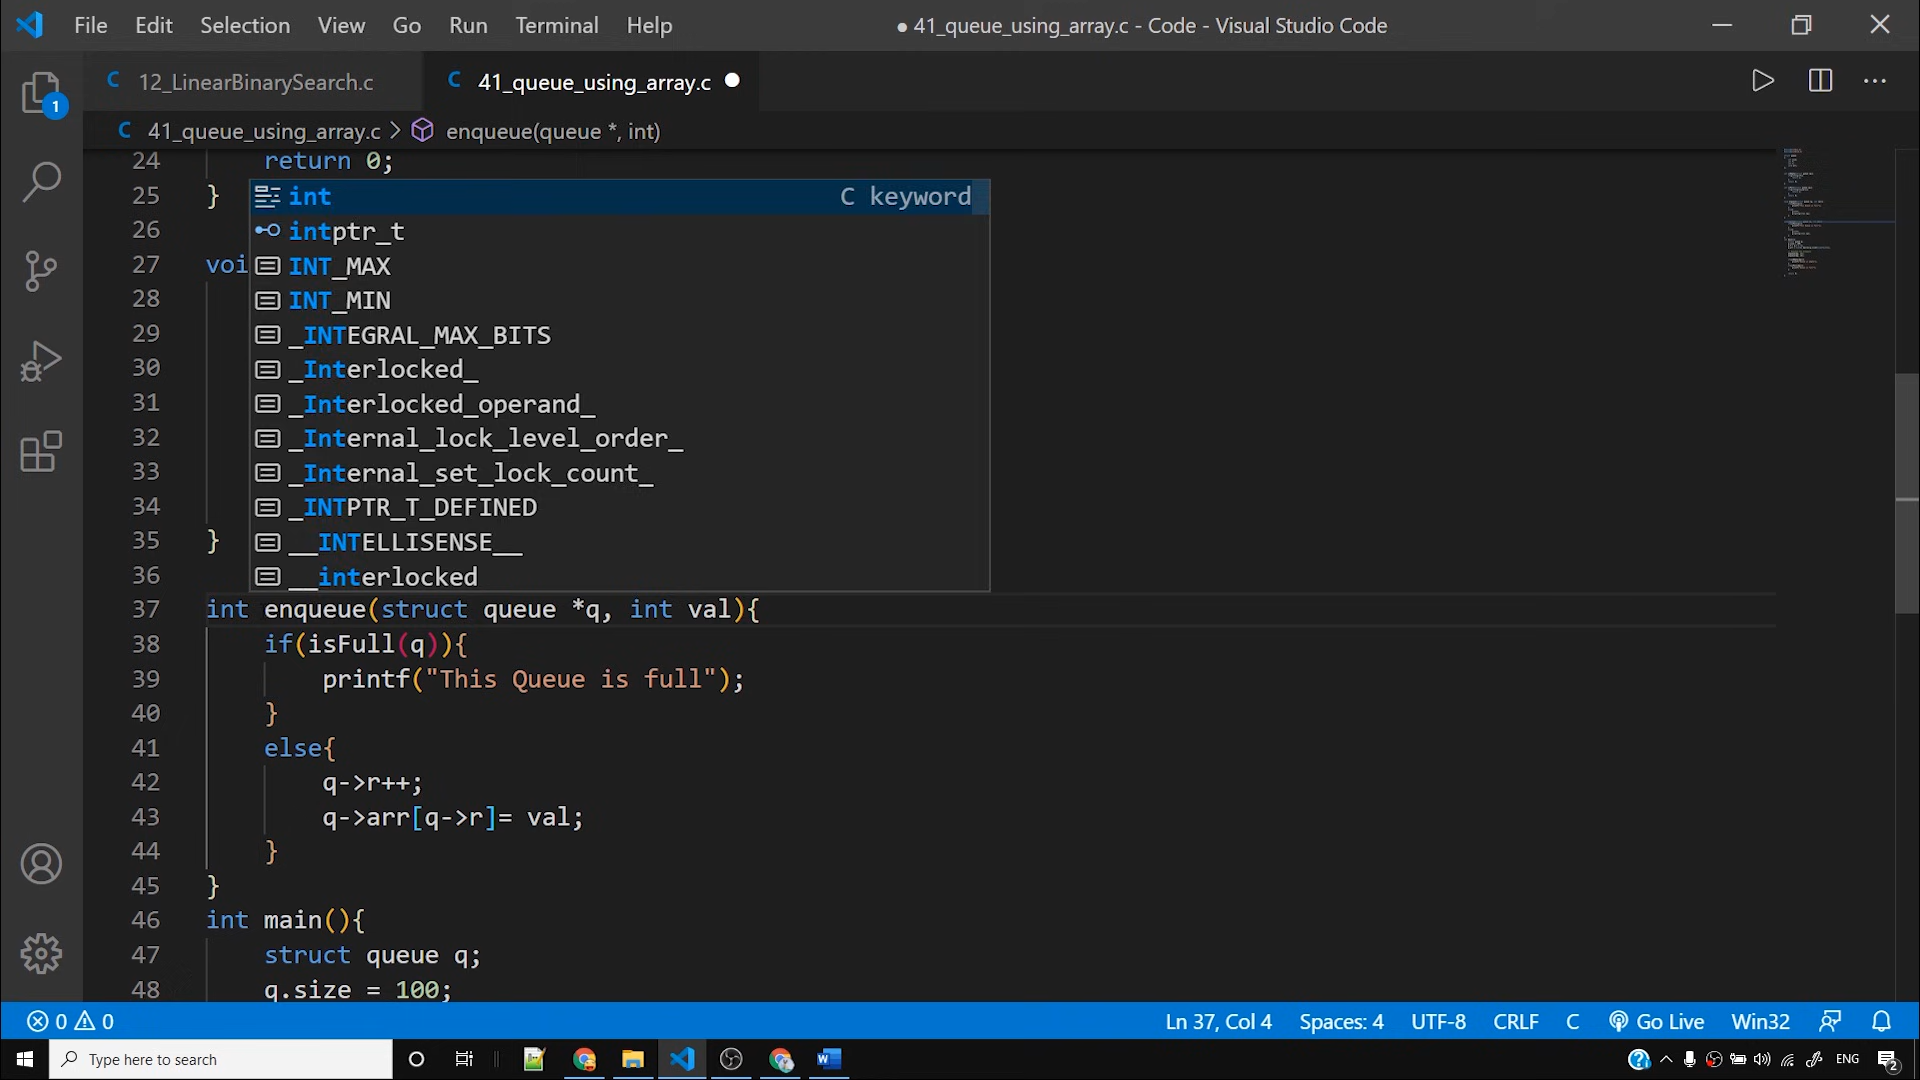 File Edit Selection View Go Run Terminal Help ● 41_queue_using_array.c - Code - Visual Studio Code
C 12_LinearBinarySearch.c C 41_queue_using_array.c ●
1
C 41_queue_using_array.c > enqueue(queue *, int)
24 return 0;
25 } int C keyword
26 intptr_t
27 voi INT_MAX
28 INT_MIN
29 _INTEGRAL_MAX_BITS
30 _Interlocked_
31 _Interlocked_operand_
32 _Internal_lock_level_order_
33 _Internal_set_lock_count_
34 _INTPTR_T_DEFINED
35 } __INTELLISENSE__
36 __interlocked
37 int enqueue(struct queue *q, int val){
38 if(isFull(q)){
39 printf("This Queue is full");
40 }
41 else{
42 q->r++;
43 q->arr[q->r]= val;
44 }
45 }
46 int main(){
47 struct queue q;
48 q.size = 100;
0 0 Ln 37, Col 4 Spaces: 4 UTF-8 CRLF C Go Live Win32
Type here to search ENG 2